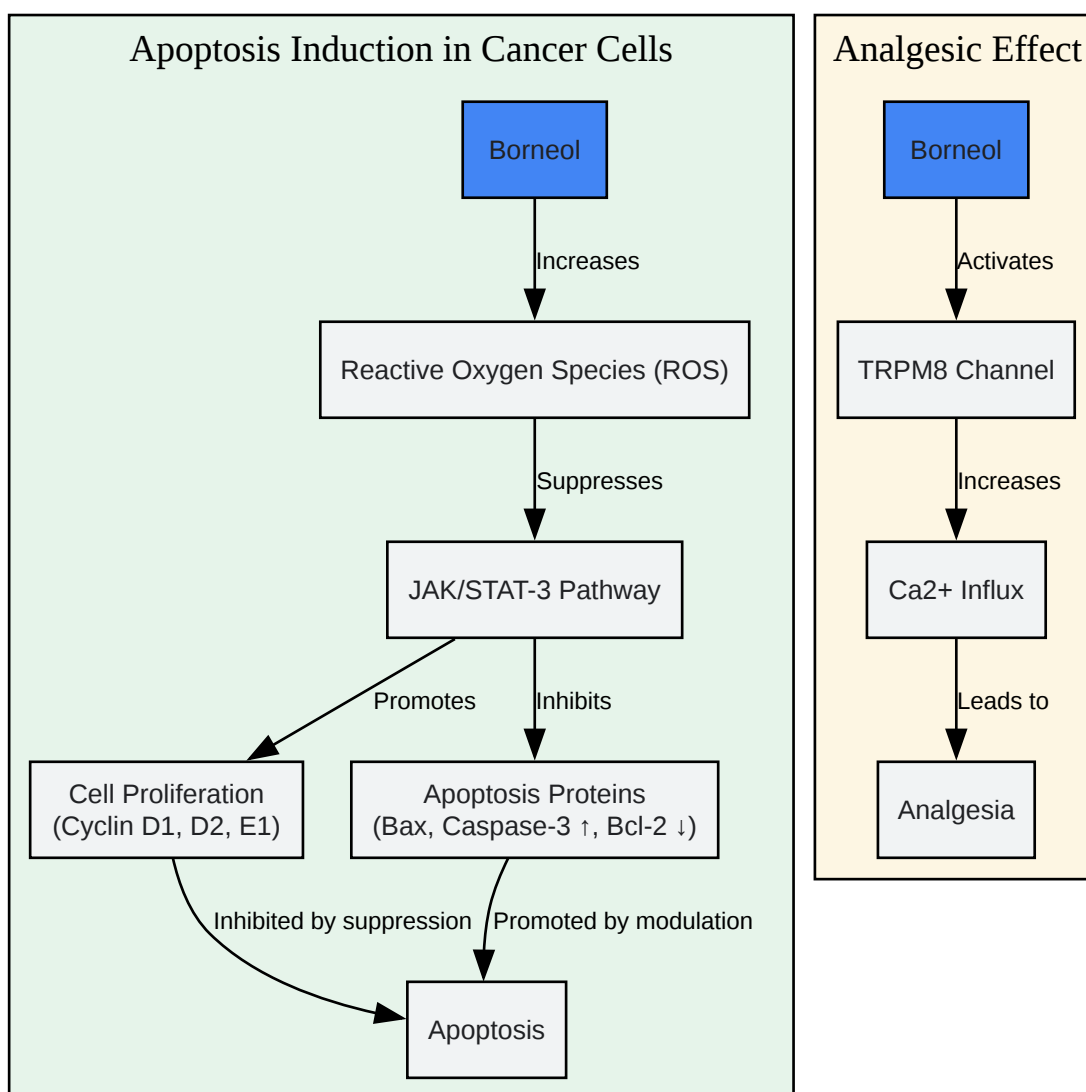 Apoptosis Induction in Cancer Cells
Borneol
Increases
Reactive Oxygen Species (ROS)
Suppresses
JAK/STAT-3 Pathway
Promotes
Inhibits
Cell Proliferation
(Cyclin D1, D2, E1)
Apoptosis Proteins
(Bax, Caspase-3 ↑, Bcl-2 ↓)
Inhibited by suppression
Promoted by modulation
Apoptosis
Analgesic Effect
Borneol
Activates
TRPM8 Channel
Increases
Ca2+ Influx
Leads to
Analgesia